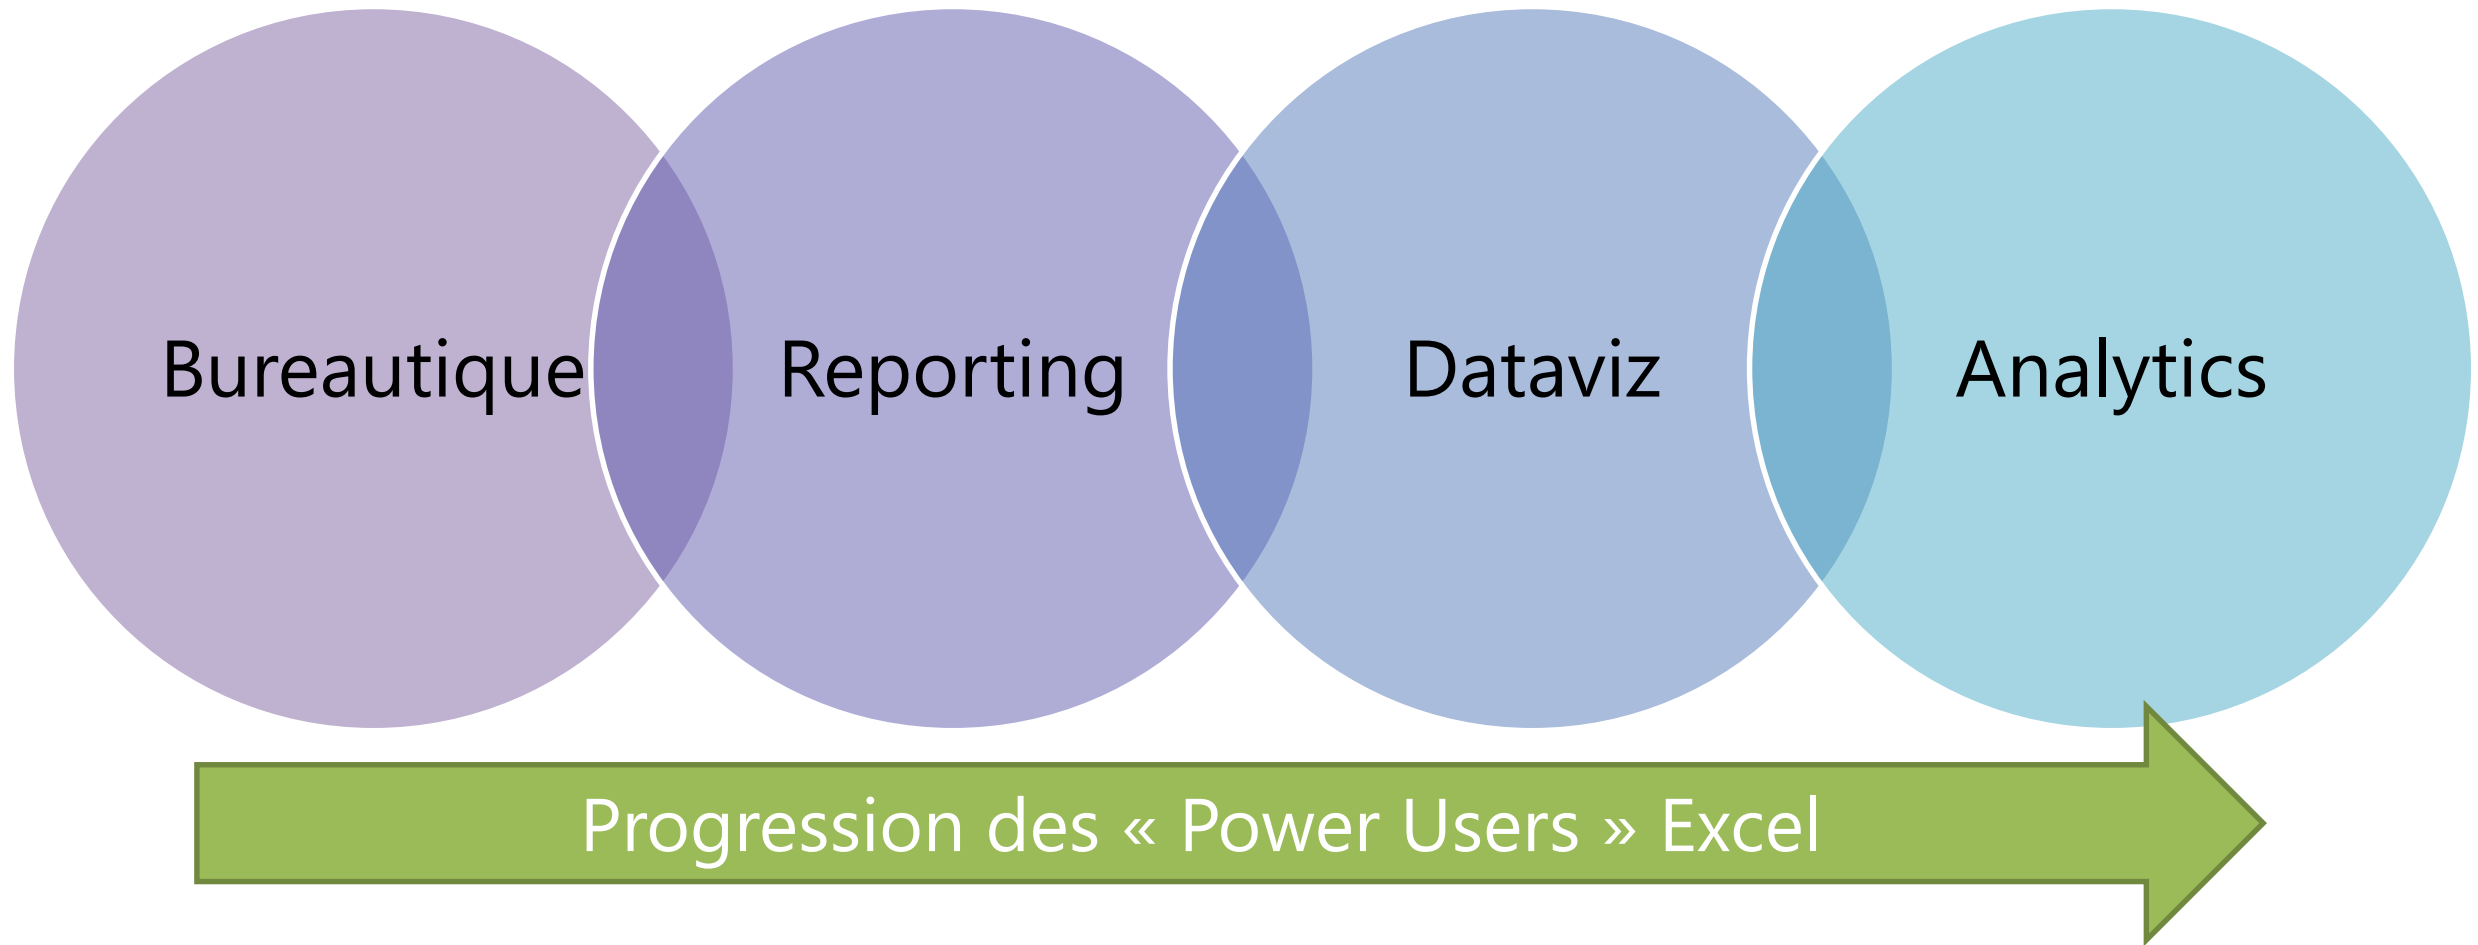 Bureautique Reporting Dataviz Analytics
Progression des « Power Users » Excel